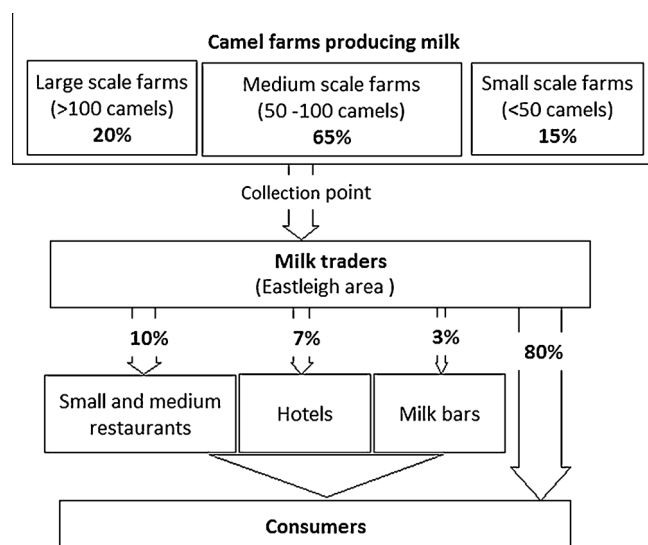 Camel farms producing milk
Large scale farms
(>100 camels)
20%
Medium scale farms
(50 -100 camels)
65%
Small scale farms
(<50 camels)
15%
Collection point
Milk traders
(Eastleigh area )
10%
7%
3%
80%
Small and medium
restaurants
Hotels
Milk bars
Consumers